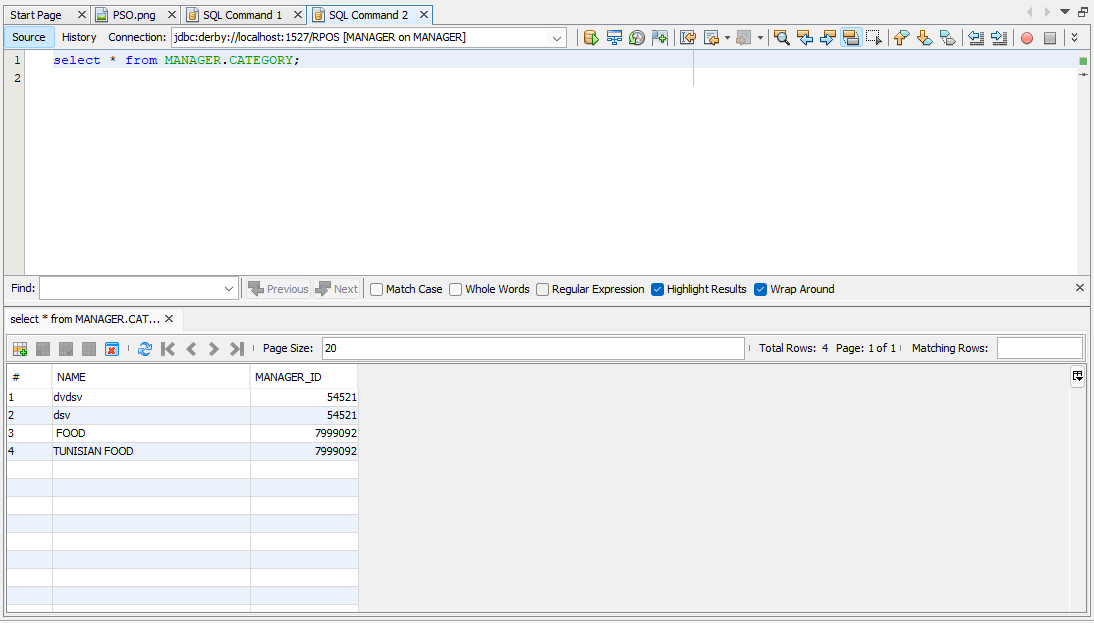 Start Page PSO.png SQL Command 1 SQL Command 2
Source History Connection: jdbc:derby://localhost:1527/RPOS [MANAGER on MANAGER]
1 select * from MANAGER.CATEGORY;
2
Find: Previous Next Match Case Whole Words Regular Expression Highlight Results Wrap Around
select * from MANAGER.CAT...
Page Size: 20 Total Rows: 4 Page: 1 of 1 Matching Rows:
# NAME MANAGER_ID
1 dvdsv 54521
2 dsv 54521
3 FOOD 7999092
4 TUNISIAN FOOD 7999092